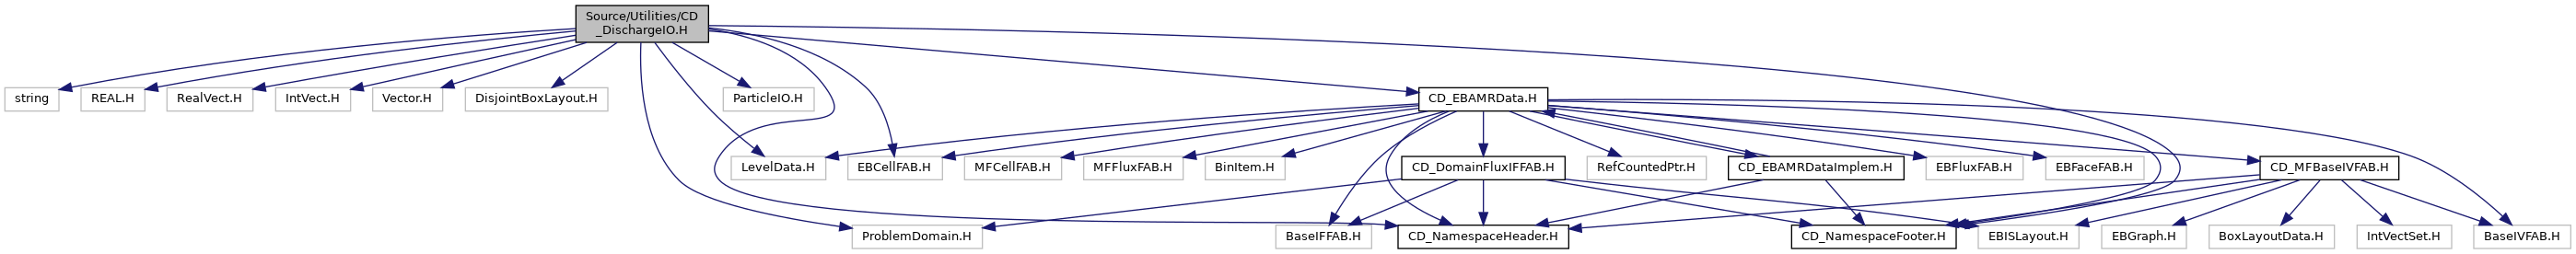 Source/Utilities/CD
_DischargeIO.H
string
REAL.H
RealVect.H
IntVect.H
Vector.H
DisjointBoxLayout.H
ParticleIO.H
CD_EBAMRData.H
LevelData.H
EBCellFAB.H
MFCellFAB.H
MFFluxFAB.H
BinItem.H
CD_DomainFluxIFFAB.H
RefCountedPtr.H
CD_EBAMRDataImplem.H
EBFluxFAB.H
EBFaceFAB.H
CD_MFBaseIVFAB.H
ProblemDomain.H
BaseIFFAB.H
CD_NamespaceHeader.H
CD_NamespaceFooter.H
EBISLayout.H
EBGraph.H
BoxLayoutData.H
IntVectSet.H
BaseIVFAB.H